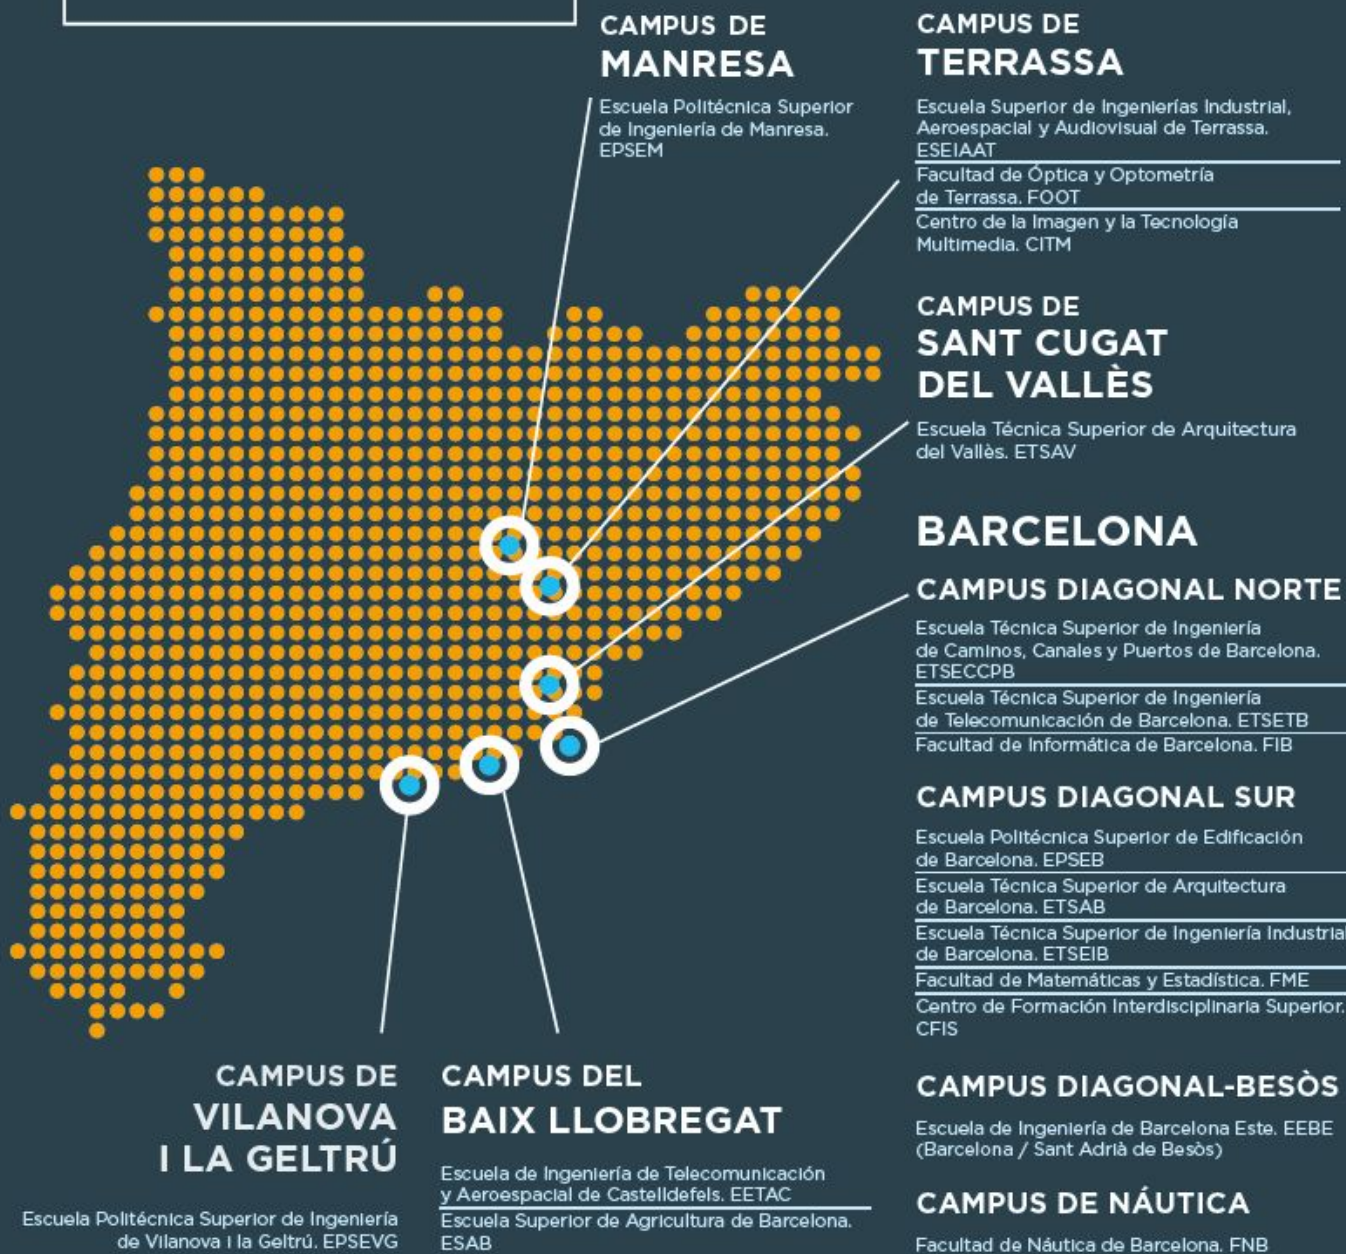 CAMPUS DE
MANRESA
Escuela Politécnica Superior
de Ingeniería de Manresa.
EPSEM
CAMPUS DE
TERRASSA
Escuela Superior de Ingenierías Industrial,
Aeroespacial y Audiovisual de Terrassa.
ESEIAAT
Facultad de Óptica y Optometría
de Terrassa. FOOT
Centro de la Imagen y la Tecnología
Multimedia. CITM
CAMPUS DE
SANT CUGAT
DEL VALLÈS
Escuela Técnica Superior de Arquitectura
del Vallès. ETSAV
BARCELONA
CAMPUS DIAGONAL NORTE
Escuela Técnica Superior de Ingeniería
de Caminos, Canales y Puertos de Barcelona.
ETSECCPB
Escuela Técnica Superior de Ingeniería
de Telecomunicación de Barcelona. ETSETB
Facultad de Informática de Barcelona. FIB
CAMPUS DIAGONAL SUR
Escuela Politécnica Superior de Edificación
de Barcelona. EPSEB
Escuela Técnica Superior de Arquitectura
de Barcelona. ETSAB
Escuela Técnica Superior de Ingeniería Industrial
de Barcelona. ETSEIB
Facultad de Matemáticas y Estadística. FME
Centro de Formación Interdisciplinaria Superior.
CFIS
CAMPUS DIAGONAL-BESÒS
Escuela de Ingeniería de Barcelona Este. EEBE
(Barcelona / Sant Adrià de Besòs)
CAMPUS DE NÁUTICA
Facultad de Náutica de Barcelona. FNB
CAMPUS DE
VILANOVA
I LA GELTRÚ
Escuela Politécnica Superior de Ingeniería
de Vilanova i la Geltrú. EPSEVG
CAMPUS DEL
BAIX LLOBREGAT
Escuela de Ingeniería de Telecomunicación
y Aeroespacial de Castelldefels. EETAC
Escuela Superior de Agricultura de Barcelona.
ESAB